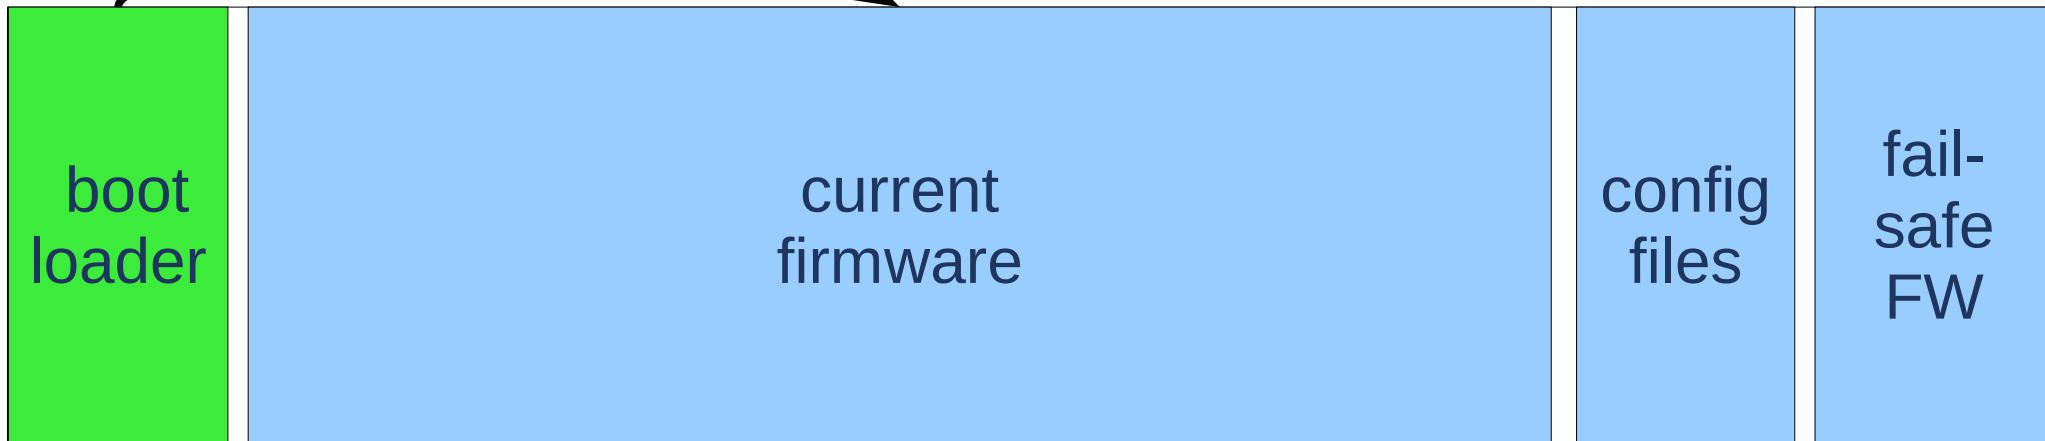 boot
loader
current
firmware
config
files
fail-
safe
FW